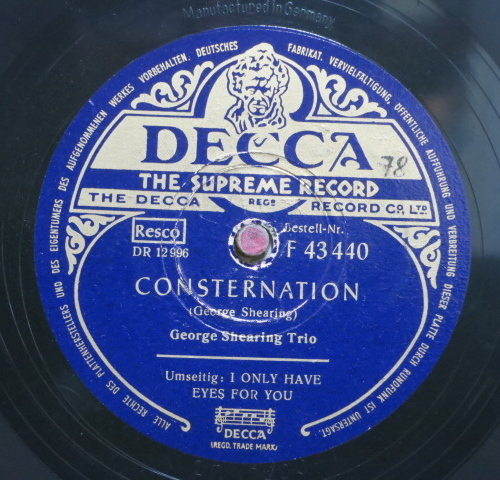 Manufactured in Germany
ALLE RECHTE DES PLATTENHERSTELLERS UND DES EIGENTUMERS DES AUFGENOMMENEN WERKES VORBEHALTEN. DEUTSCHES FABRIKAT. VERVIELFÄLTIGUNG, ÖFFENTLICHE AUFFÜHRUNG UND VERBREITUNG DIESER PLATTE DURCH RUNDFUNK IST UNTERSAGT.
DECCA
78
THE SUPREME RECORD
THE DECCA REGD RECORD CO., LTD.
Resco
Bestell-Nr.
DR 12996
F 43440
CONSTERNATION
(George Shearing)
George Shearing Trio
Umseitig: I ONLY HAVE
EYES FOR YOU
DECCA
(REGD. TRADE MARK)